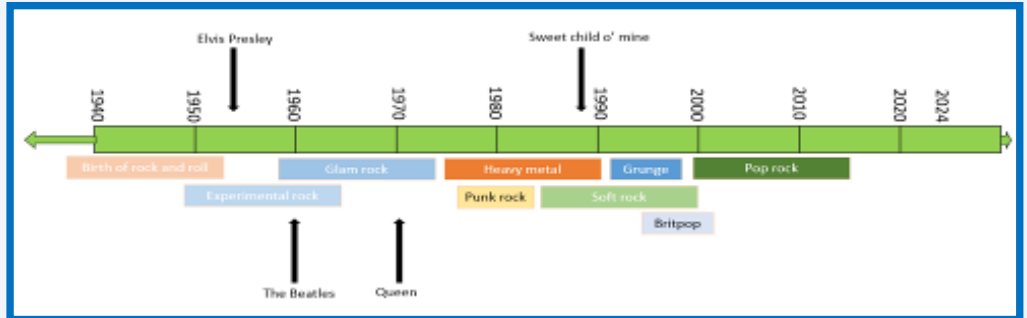 Elvis Presley
Sweet child o' mine
1940
1950
1960
1970
1980
1990
2000
2010
2020
2024
Birth of rock and roll
Glam rock
Heavy metal
Grunge
Pop rock
Experimental rock
Punk rock
Soft rock
Britpop
The Beatles
Queen